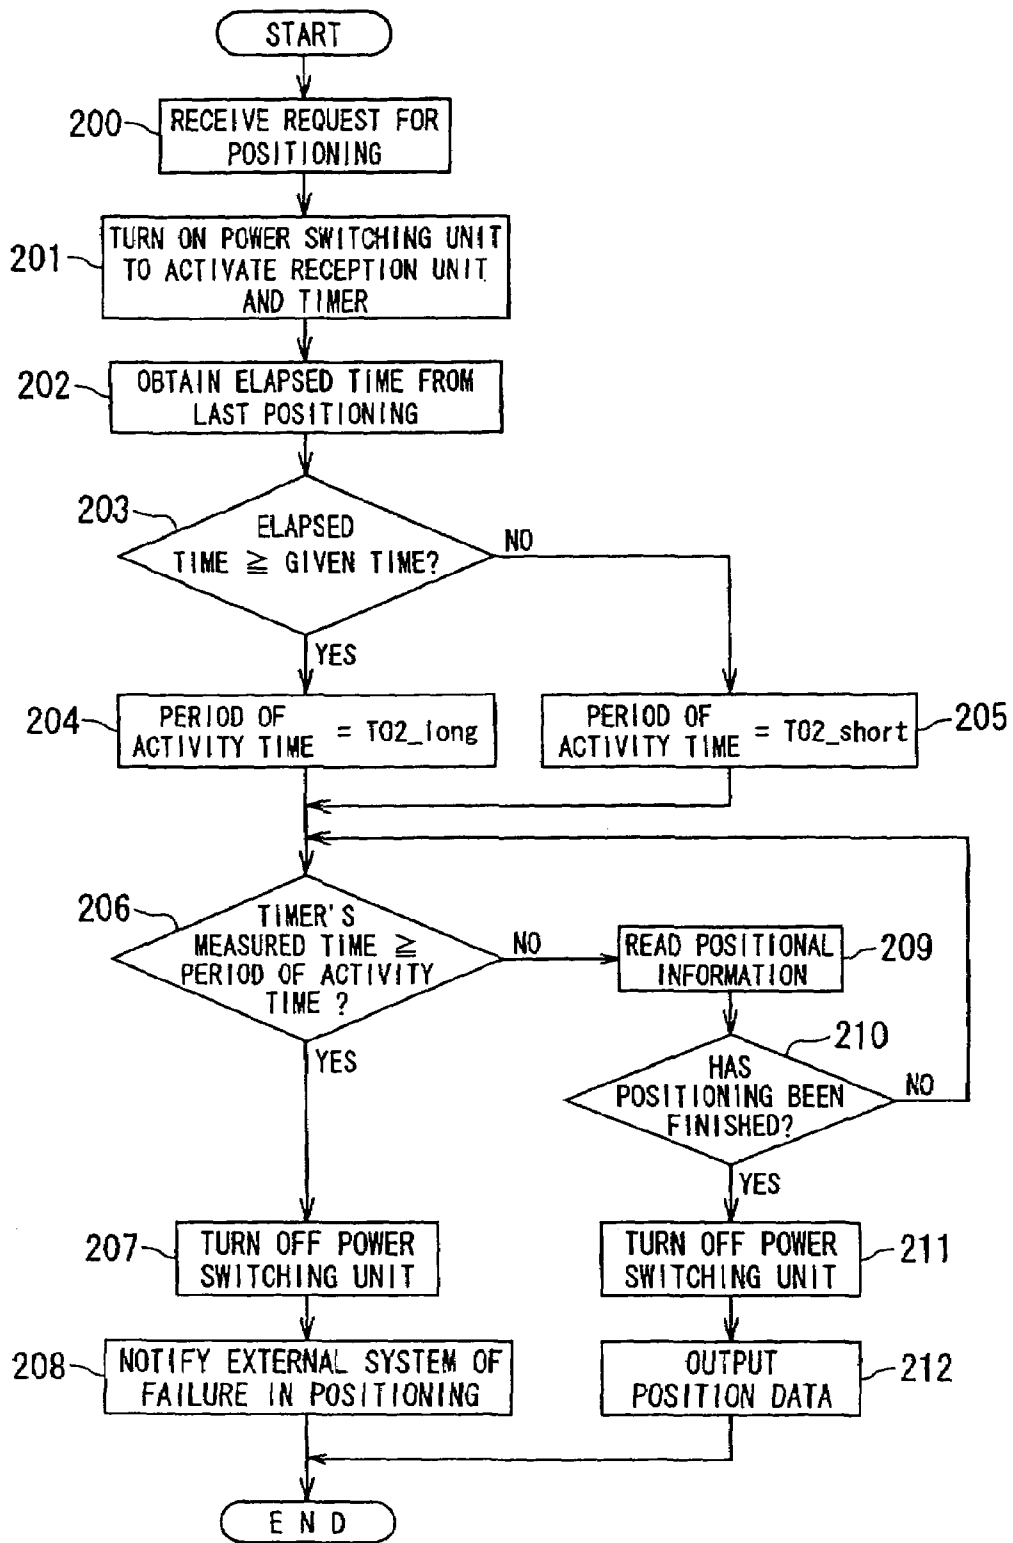 START
200
RECEIVE REQUEST FOR
POSITIONING
201
TURN ON POWER SWITCHING UNIT
TO ACTIVATE RECEPTION UNIT
AND TIMER
202
OBTAIN ELAPSED TIME FROM
LAST POSITIONING
203
ELAPSED
TIME ≧ GIVEN TIME?
NO
YES
204
PERIOD OF
ACTIVITY TIME = TO2_long
PERIOD OF
ACTIVITY TIME = TO2_short
205
206
TIMER'S
MEASURED TIME ≧
PERIOD OF ACTIVITY
TIME ?
NO
YES
READ POSITIONAL
INFORMATION
209
210
HAS
POSITIONING BEEN
FINISHED?
NO
YES
207
TURN OFF POWER
SWITCHING UNIT
TURN OFF POWER
SWITCHING UNIT
211
208
NOTIFY EXTERNAL SYSTEM OF
FAILURE IN POSITIONING
OUTPUT
POSITION DATA
212
END